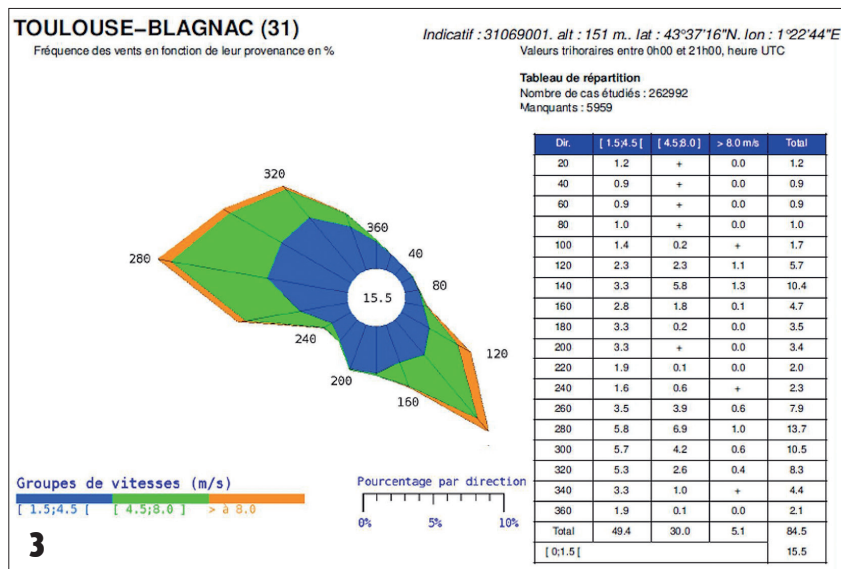 TOULOUSE–BLAGNAC (31)
Indicatif : 31069001. alt : 151 m.. lat : 43°37'16"N. lon : 1°22'44"E
Fréquence des vents en fonction de leur provenance en %
Valeurs trihoraires entre 0h00 et 21h00, heure UTC
Tableau de répartition
Nombre de cas étudiés : 262992
Manquants : 5959
Dir. [ 1.5;4.5 [ [ 4.5;8.0 ] > 8.0 m/s Total
20 1.2 + 0.0 1.2
40 0.9 + 0.0 0.9
60 0.9 + 0.0 0.9
80 1.0 + 0.0 1.0
100 1.4 0.2 + 1.7
120 2.3 2.3 1.1 5.7
140 3.3 5.8 1.3 10.4
160 2.8 1.8 0.1 4.7
180 3.3 0.2 0.0 3.5
200 3.3 + 0.0 3.4
220 1.9 0.1 0.0 2.0
240 1.6 0.6 + 2.3
260 3.5 3.9 0.6 7.9
280 5.8 6.9 1.0 13.7
300 5.7 4.2 0.6 10.5
320 5.3 2.6 0.4 8.3
340 3.3 1.0 + 4.4
360 1.9 0.1 0.0 2.1
Total 49.4 30.0 5.1 84.5
[ 0;1.5 [ 15.5
320
360
40
280
80
15.5
240
120
200
160
Groupes de vitesses (m/s)
[ 1.5;4.5 [ [ 4.5;8.0 ] > à 8.0
Pourcentage par direction
0% 5% 10%
3